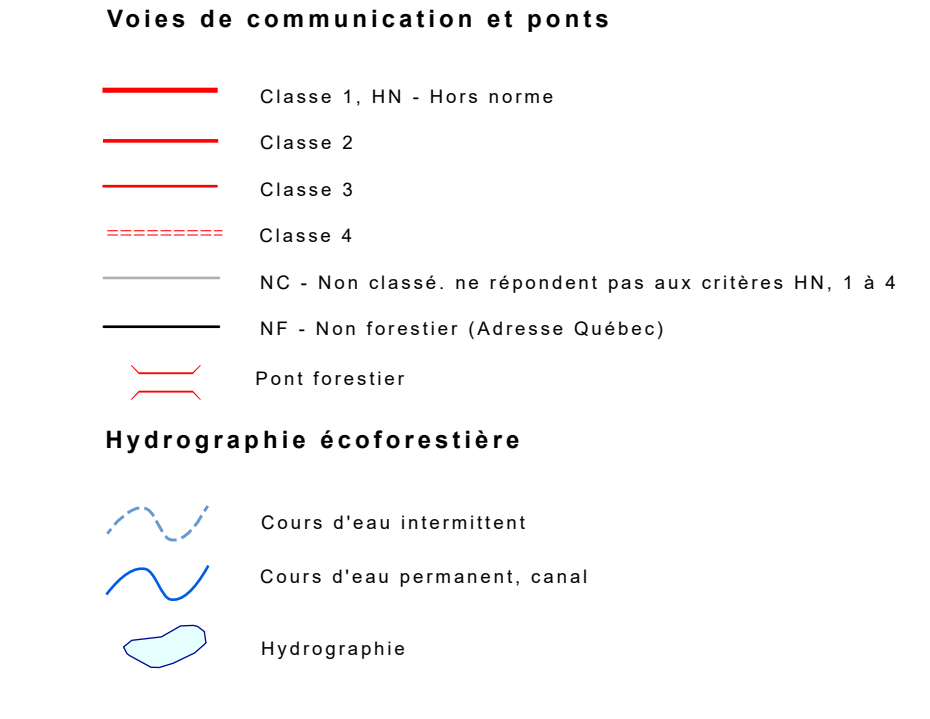 Voies de communication et ponts
Classe 1, HN - Hors norme
Classe 2
Classe 3
Classe 4
NC - Non classé. ne répondent pas aux critères HN, 1 à 4
NF - Non forestier (Adresse Québec)
Pont forestier
Hydrographie écoforestière
Cours d'eau intermittent
Cours d'eau permanent, canal
Hydrographie